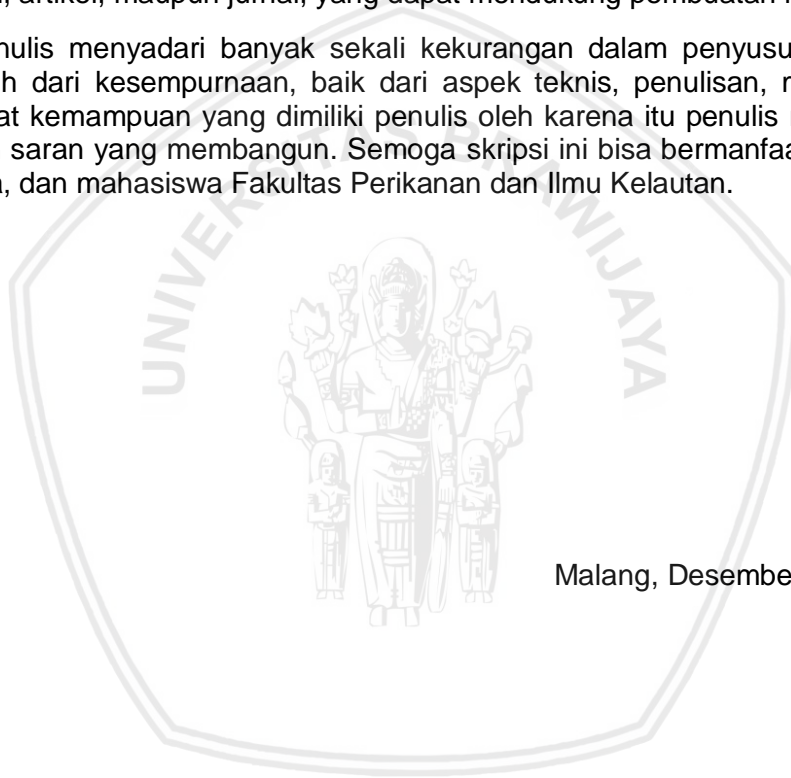 , artikel, maupun jurnal, yang dapat mendukung pembuatan
nulis menyadari banyak sekali kekurangan dalam penyusu
h dari kesempurnaan, baik dari aspek teknis, penulisan,
at kemampuan yang dimiliki penulis oleh karena itu penulis
saran yang membangun. Semoga skripsi ini bisa bermanfaa
, dan mahasiswa Fakultas Perikanan dan Ilmu Kelautan.
UNIVERSITAS BRAWIJAYA
Malang, Desembe